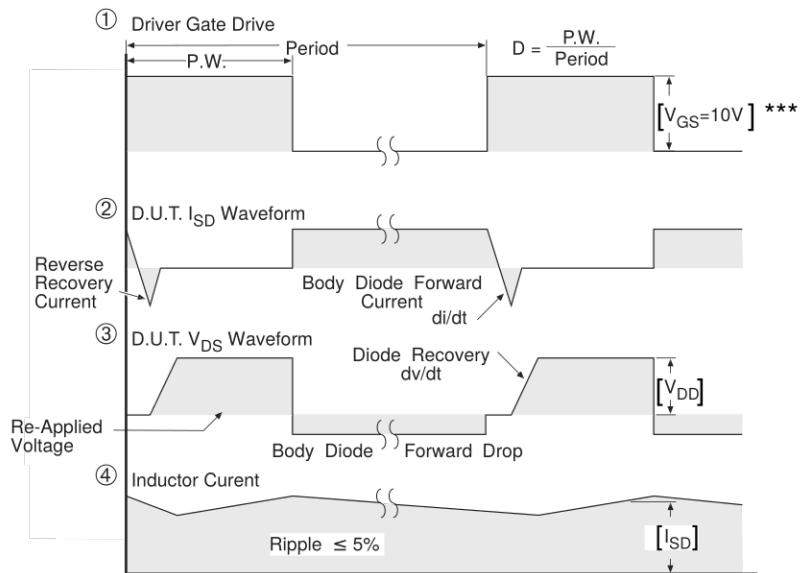 ① Driver Gate Drive
P.W.
Period
D = P.W.
Period
[VGS=10V] ***
② D.U.T. ISD Waveform
Reverse
Recovery
Current
Body Diode Forward
Current
di/dt
③ D.U.T. VDS Waveform
Diode Recovery
dv/dt
[VDD]
Re-Applied
Voltage
Body Diode Forward Drop
④ Inductor Curent
Ripple ≤ 5%
[ISD]